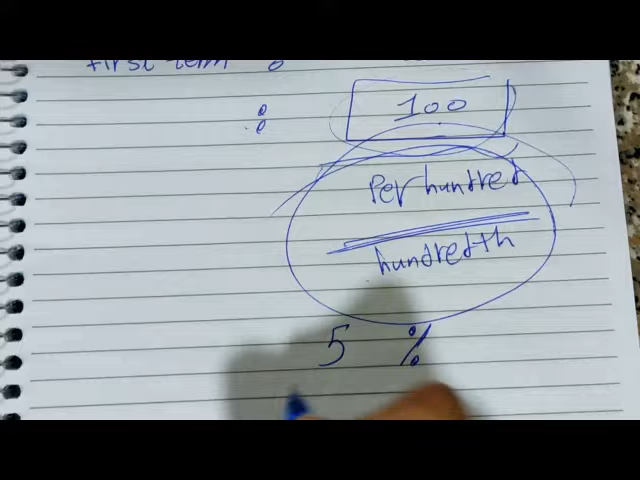 first term :
: 100
Per hundred
hundredth
5 %